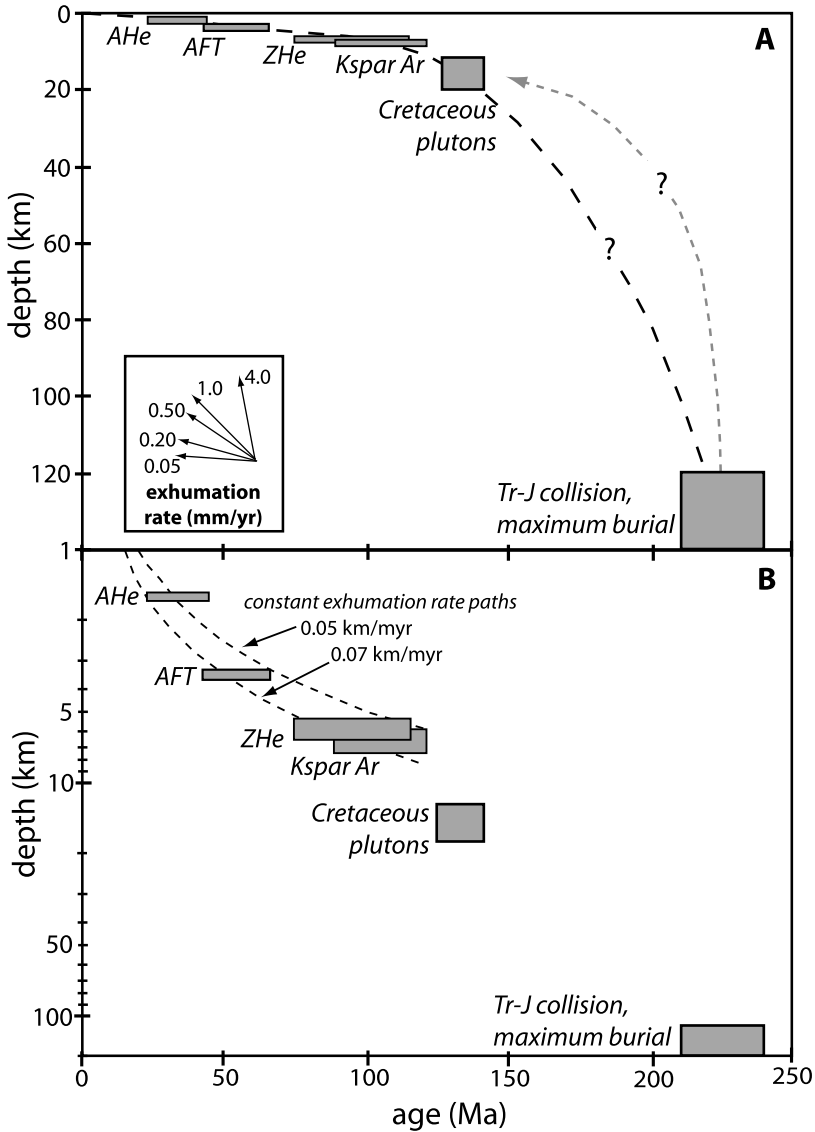 0
20
40
60
80
100
120
depth (km)
A
AHe
AFT
ZHe
Kspar Ar
Cretaceous
plutons
?
?
4.0
1.0
0.50
0.20
0.05
exhumation
rate (mm/yr)
Tr-J collision,
maximum burial
1
5
10
50
100
depth (km)
B
AHe
constant exhumation rate paths
0.05 km/myr
0.07 km/myr
AFT
ZHe
Kspar Ar
Cretaceous
plutons
Tr-J collision,
maximum burial
0
50
100
150
200
250
age (Ma)